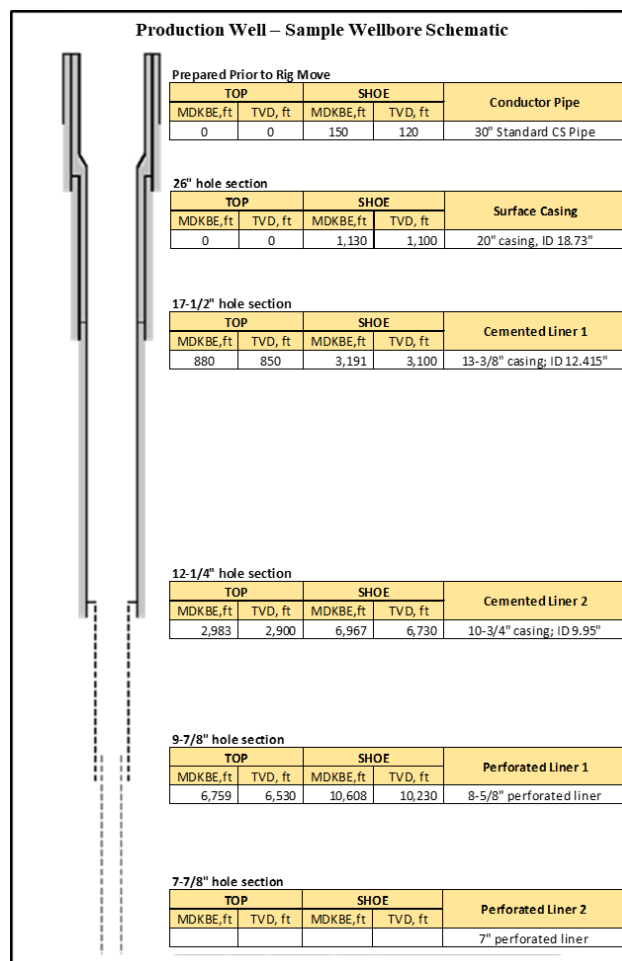 Production Well – Sample Wellbore Schematic
Prepared Prior to Rig Move
TOP SHOE Conductor Pipe
MDKBE,ft TVD, ft MDKBE,ft TVD, ft
0 0 150 120 30" Standard CS Pipe
26" hole section
TOP SHOE Surface Casing
MDKBE,ft TVD, ft MDKBE,ft TVD, ft
0 0 1,130 1,100 20" casing, ID 18.73"
17-1/2" hole section
TOP SHOE Cemented Liner 1
MDKBE,ft TVD, ft MDKBE,ft TVD, ft
880 850 3,191 3,100 13-3/8" casing; ID 12.415"
12-1/4" hole section
TOP SHOE Cemented Liner 2
MDKBE,ft TVD, ft MDKBE,ft TVD, ft
2,983 2,900 6,967 6,730 10-3/4" casing; ID 9.95"
9-7/8" hole section
TOP SHOE Perforated Liner 1
MDKBE,ft TVD, ft MDKBE,ft TVD, ft
6,759 6,530 10,608 10,230 8-5/8" perforated liner
7-7/8" hole section
TOP SHOE Perforated Liner 2
MDKBE,ft TVD, ft MDKBE,ft TVD, ft
7" perforated liner